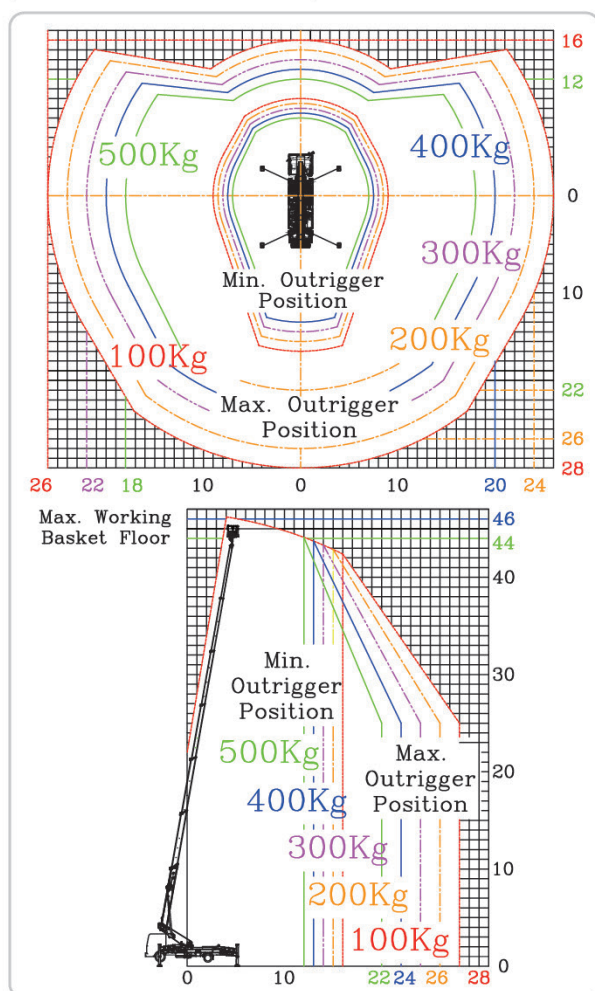 16
12
500Kg
400Kg
0
300Kg
Min. Outrigger
Position
10
100Kg
200Kg
Max. Outrigger
Position
22
26
28
26 22 18 10 0 10 20 24
Max. Working
Basket Floor
46
44
40
30
Min.
Outrigger
Position
500Kg
Max.
Outrigger
Position
20
400Kg
300Kg
10
200Kg
100Kg
0
0 10 22 24 26 28